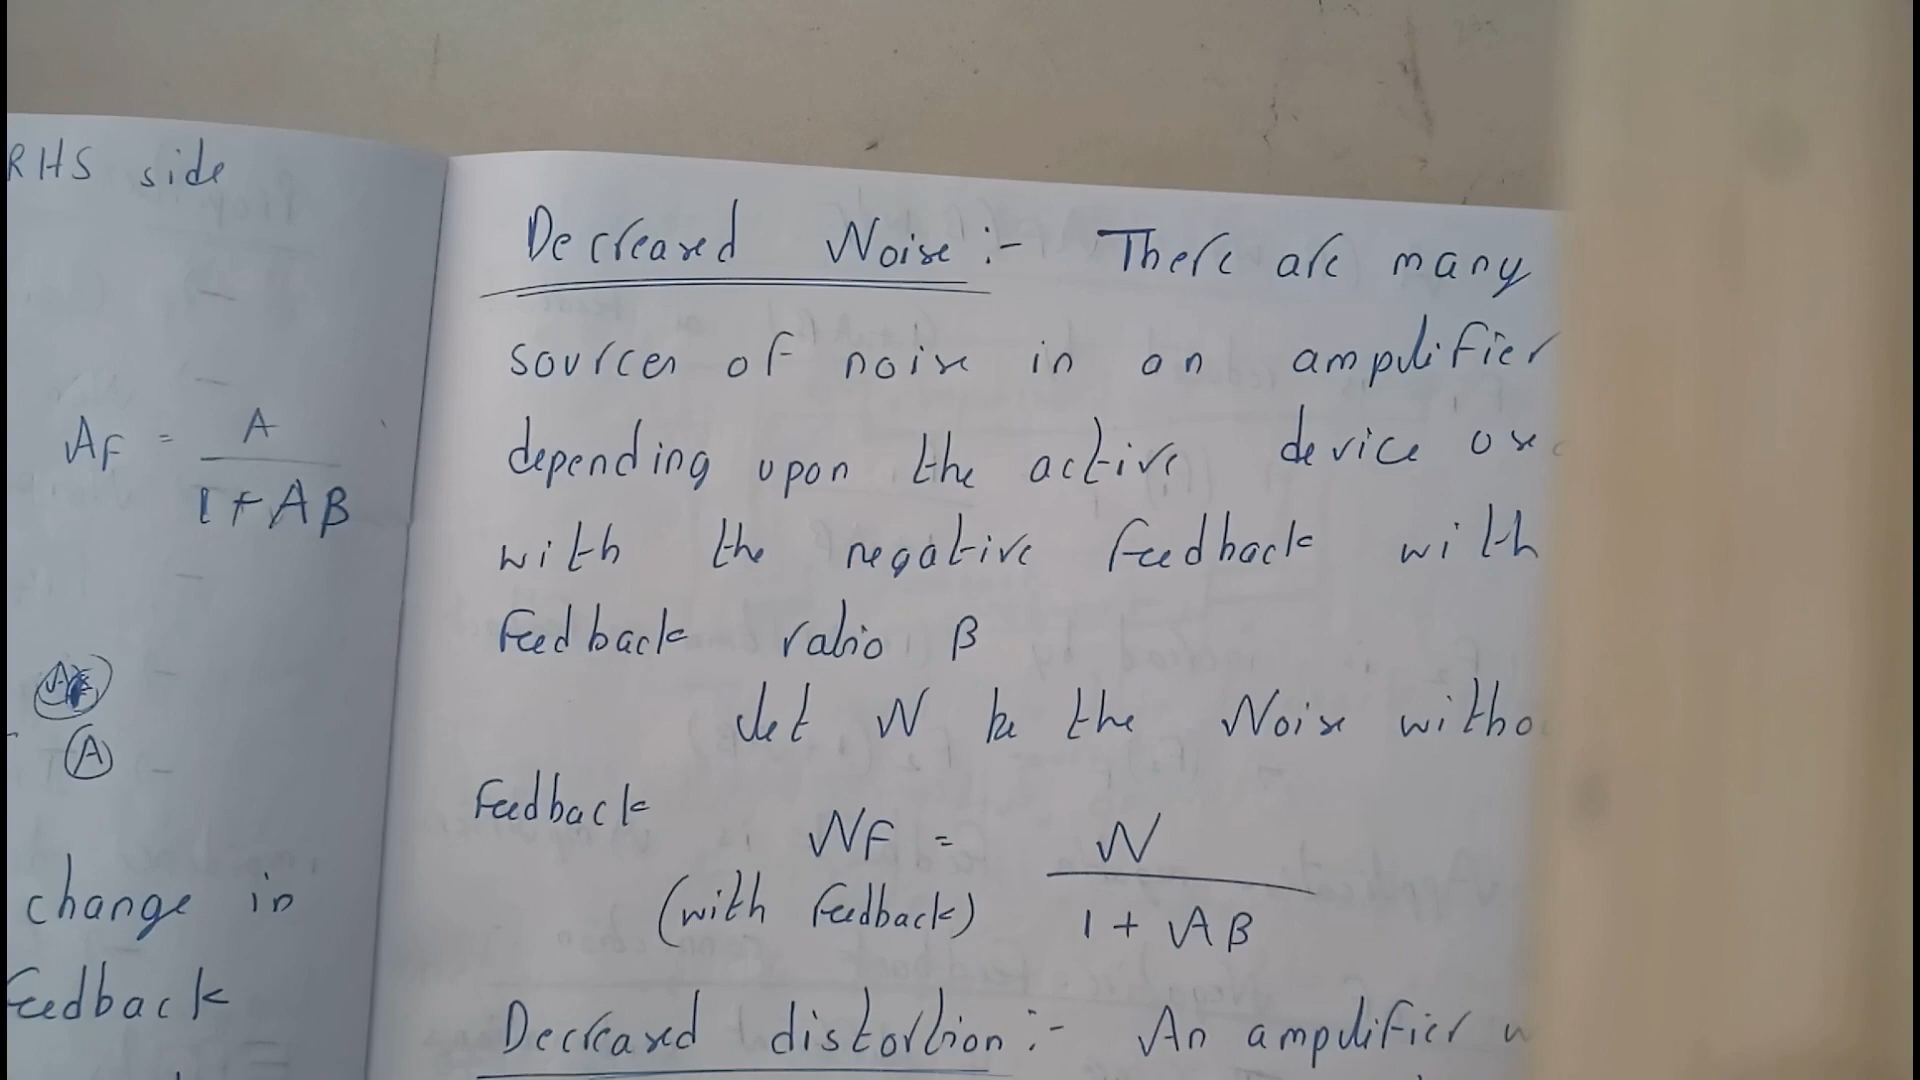 RHS side
AF = A
1+AB
A
change in
Feedback
Decreased Noise :- There are many
sources of noise in an amplifier
depending upon the active device
with the negative feedback with
Feedback ratio β
Let N be the Noise
Feedback
NF = N
(with feedback) 1 + Aβ
Decreased distortion :- An amplifier